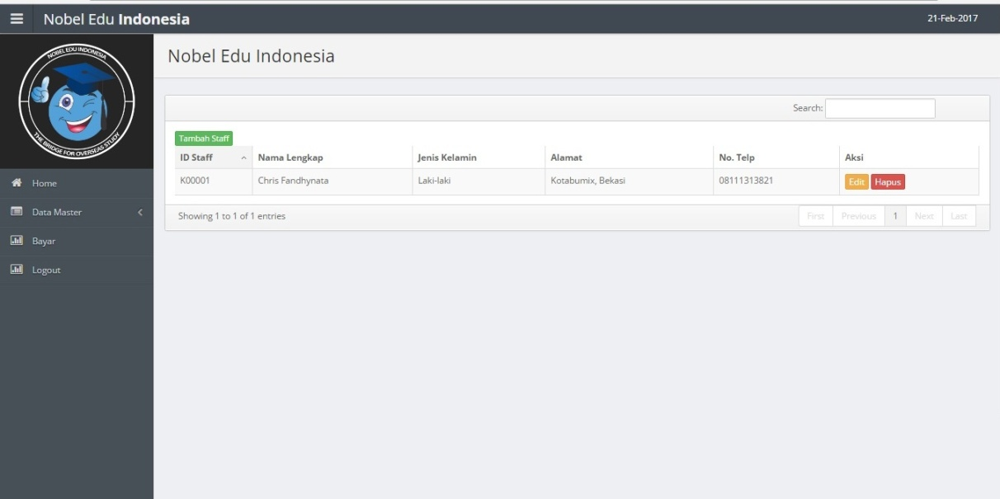 Nobel Edu Indonesia
21-Feb-2017
NOBEL EDU INDONESIA
THE BRIDGE FOR OVERSEAS STUDY
Home
Data Master
Bayar
Logout
Nobel Edu Indonesia
Search:
Tambah Staff
ID Staff Nama Lengkap Jenis Kelamin Alamat No. Telp Aksi
K00001 Chris Fandhynata Laki-laki Kotabumix, Bekasi 08111313821 Edit Hapus
Showing 1 to 1 of 1 entries
First Previous 1 Next Last